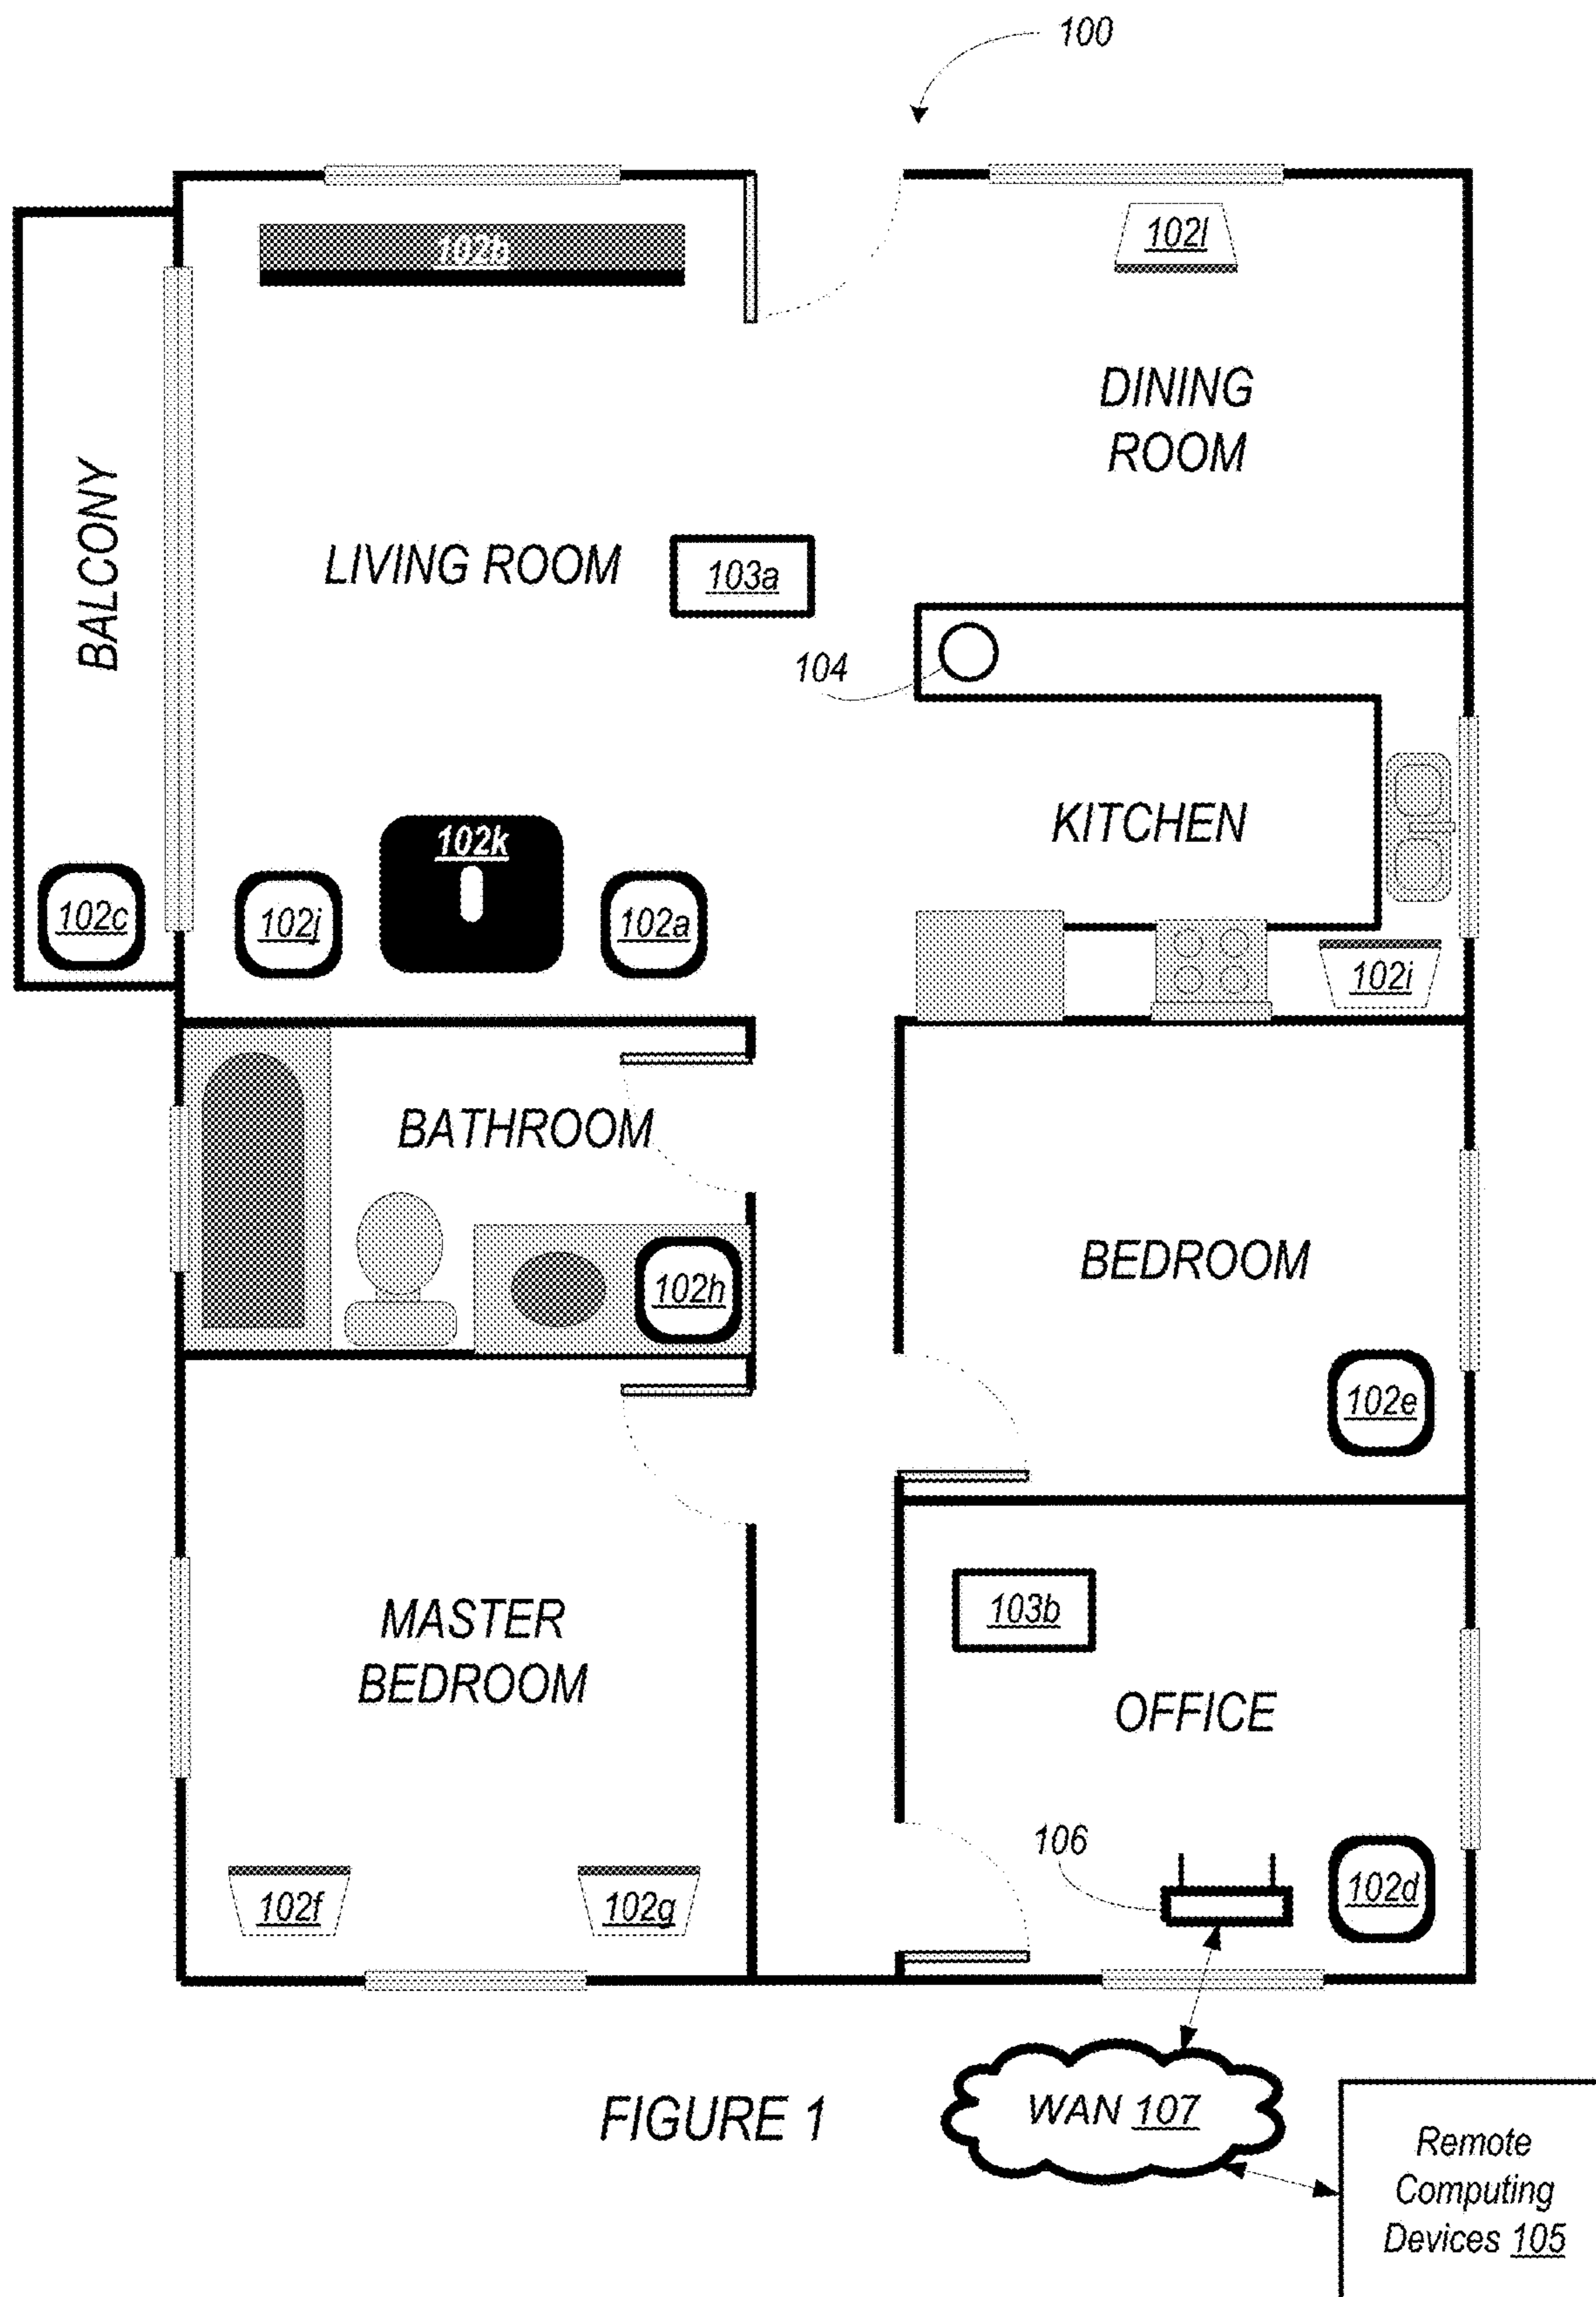 100
102b
102l
DINING
ROOM
BALCONY
LIVING ROOM
103a
104
KITCHEN
102k
102c
102j
102a
102i
BATHROOM
BEDROOM
102h
102e
MASTER
BEDROOM
103b
OFFICE
106
102f
102g
102d
FIGURE 1
WAN 107
Remote
Computing
Devices 105